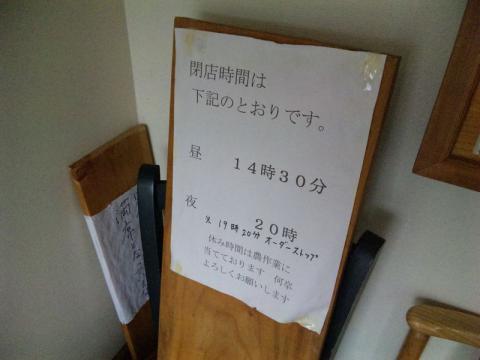 閉店時間は
下記のとおりです。
昼 14時30分
夜 20時
※ 19時20分 オーダーストップ
休み時間は農作業に
当てております 何卒
よろしくお願いします